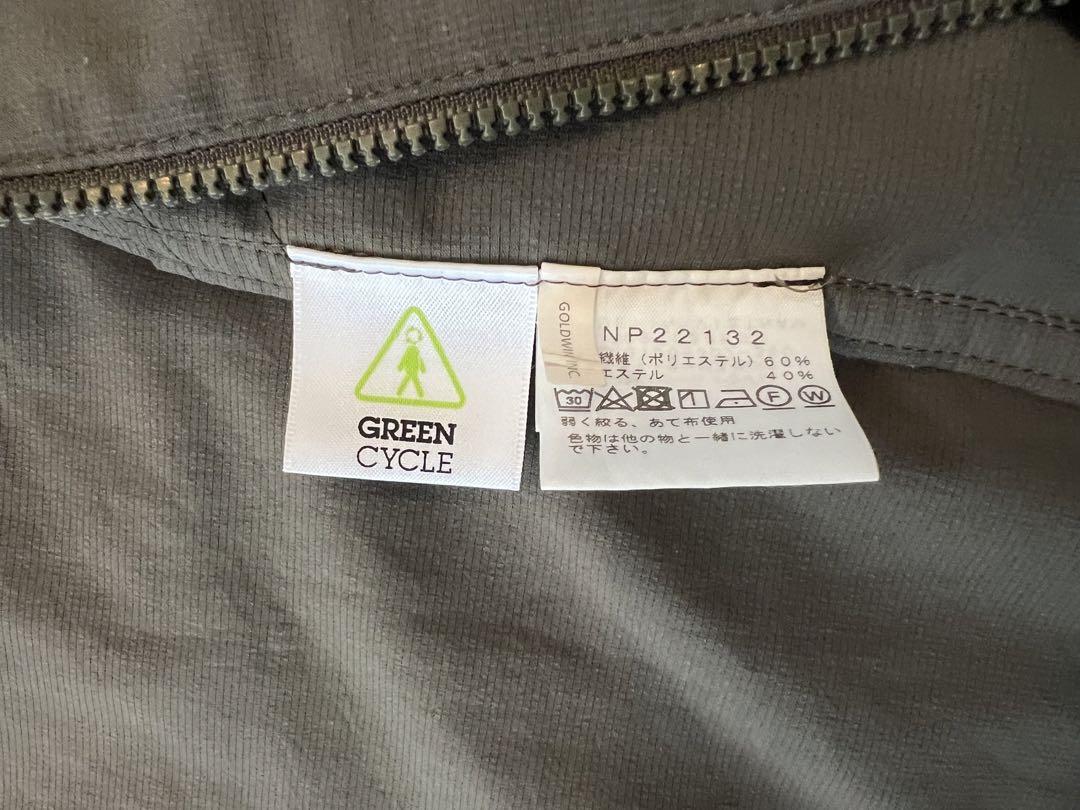 GREEN
CYCLE
GOLDWIN INC
NP22132
繊維（ポリエステル）60％
エステル 40％
30 F W
弱く絞る、あて布使用
色物は他の物と一緒に洗濯しない
で下さい。